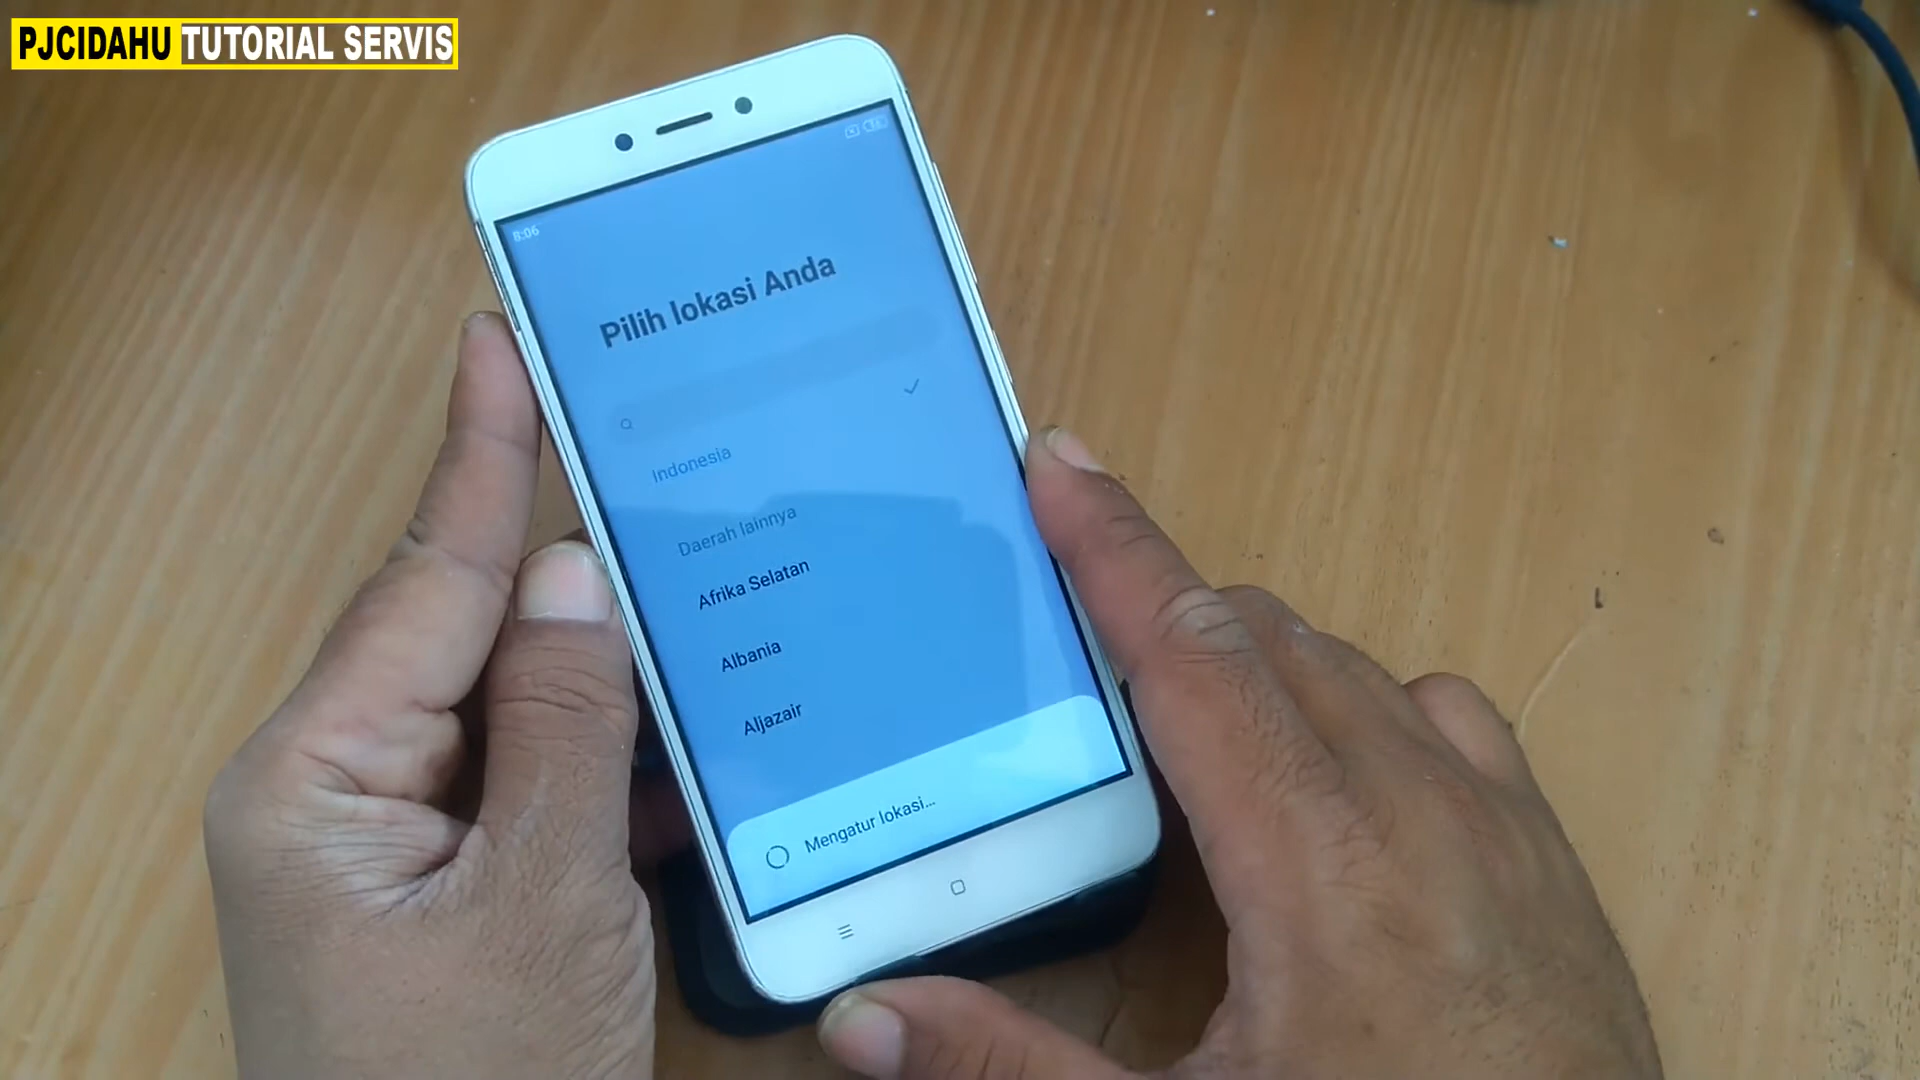 PJCIDAHU TUTORIAL SERVIS
8:06
Pilih lokasi Anda
Indonesia
Daerah lainnya
Afrika Selatan
Albania
Aljazair
Mengatur lokasi...